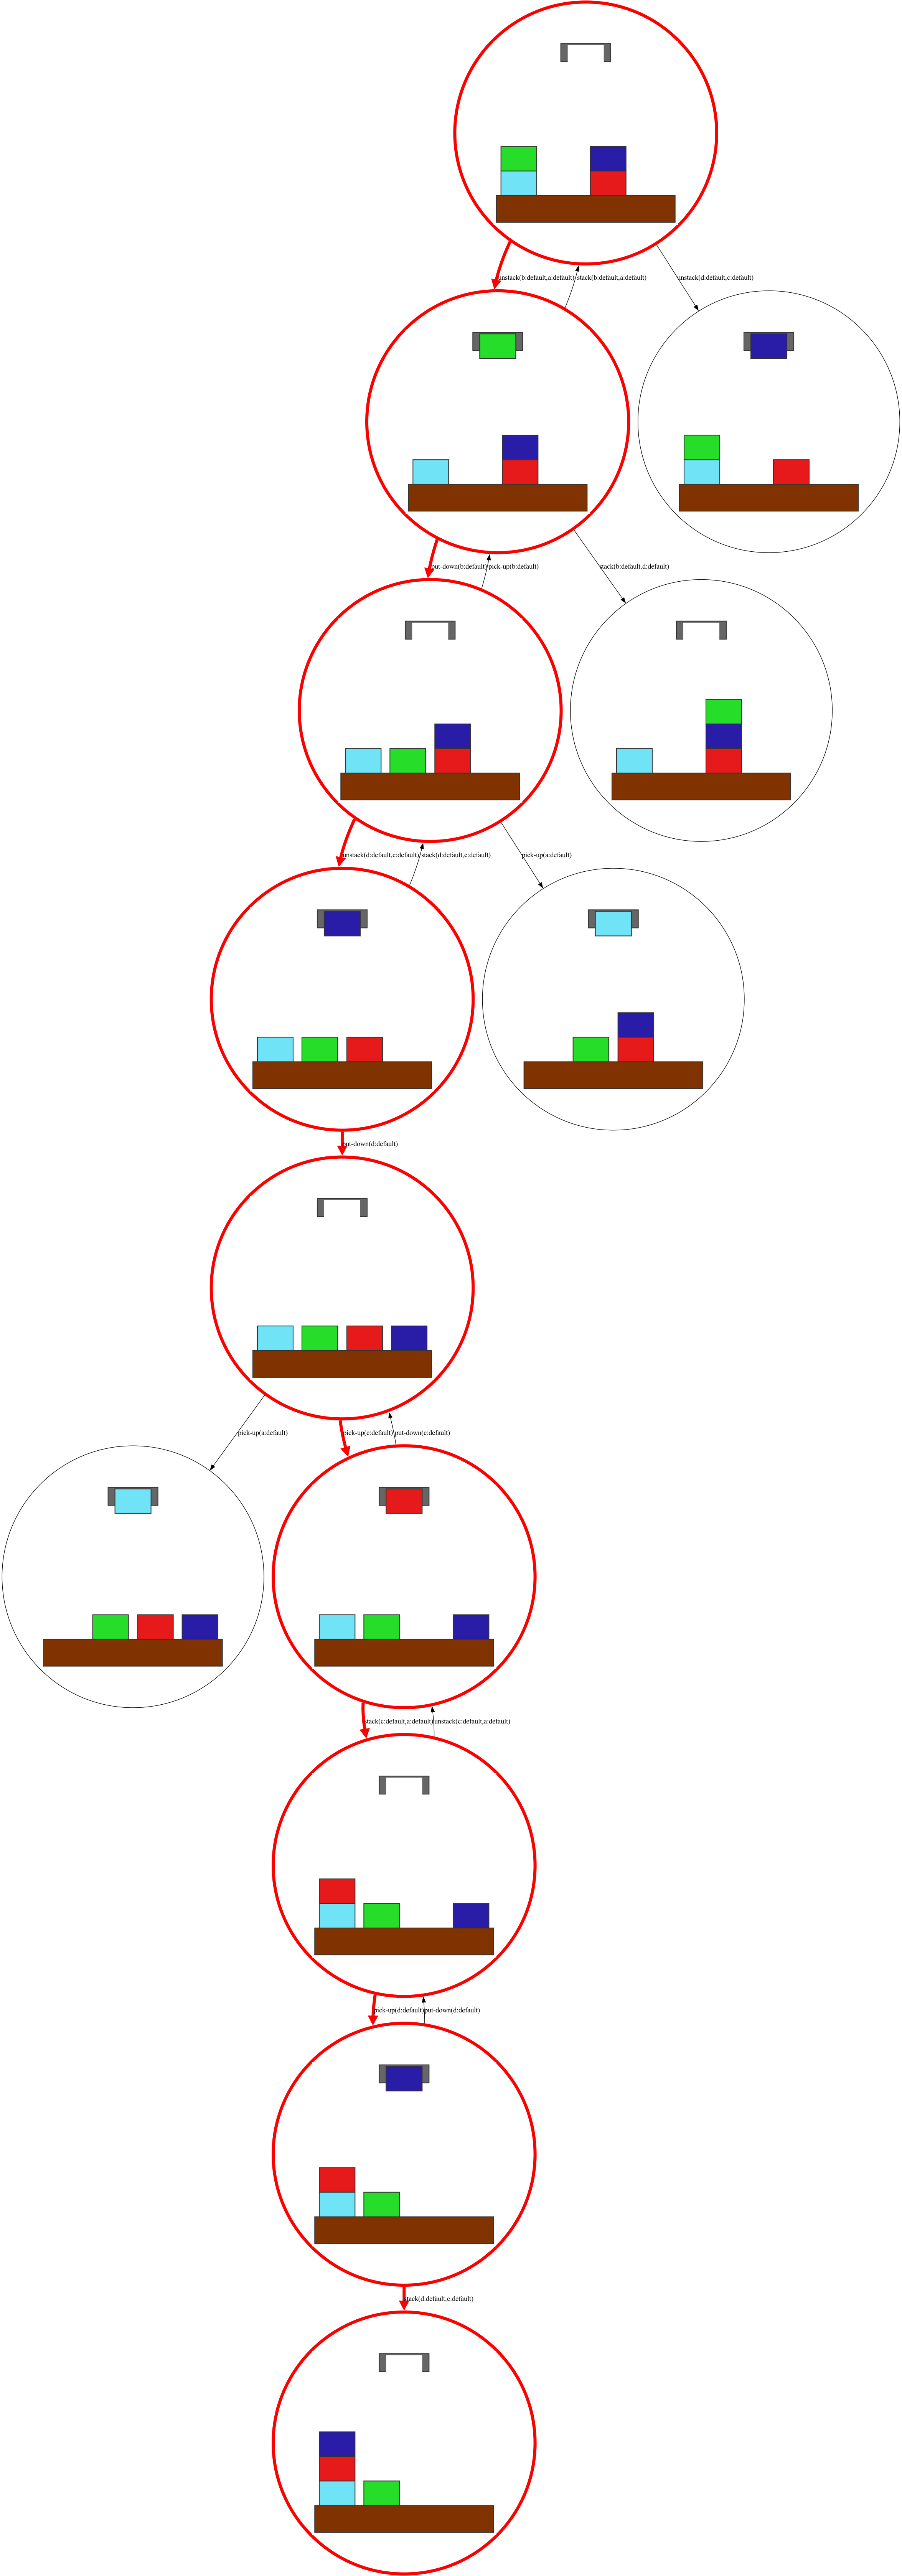 unstack(b:default,a:default)
stack(b:default,a:default)
unstack(d:default,c:default)
put-down(b:default)
pick-up(b:default)
stack(b:default,d:default)
unstack(d:default,c:default)
stack(d:default,c:default)
pick-up(a:default)
put-down(d:default)
pick-up(a:default)
pick-up(c:default)
put-down(c:default)
stack(c:default,a:default)
unstack(c:default,a:default)
pick-up(d:default)
put-down(d:default)
stack(d:default,c:default)